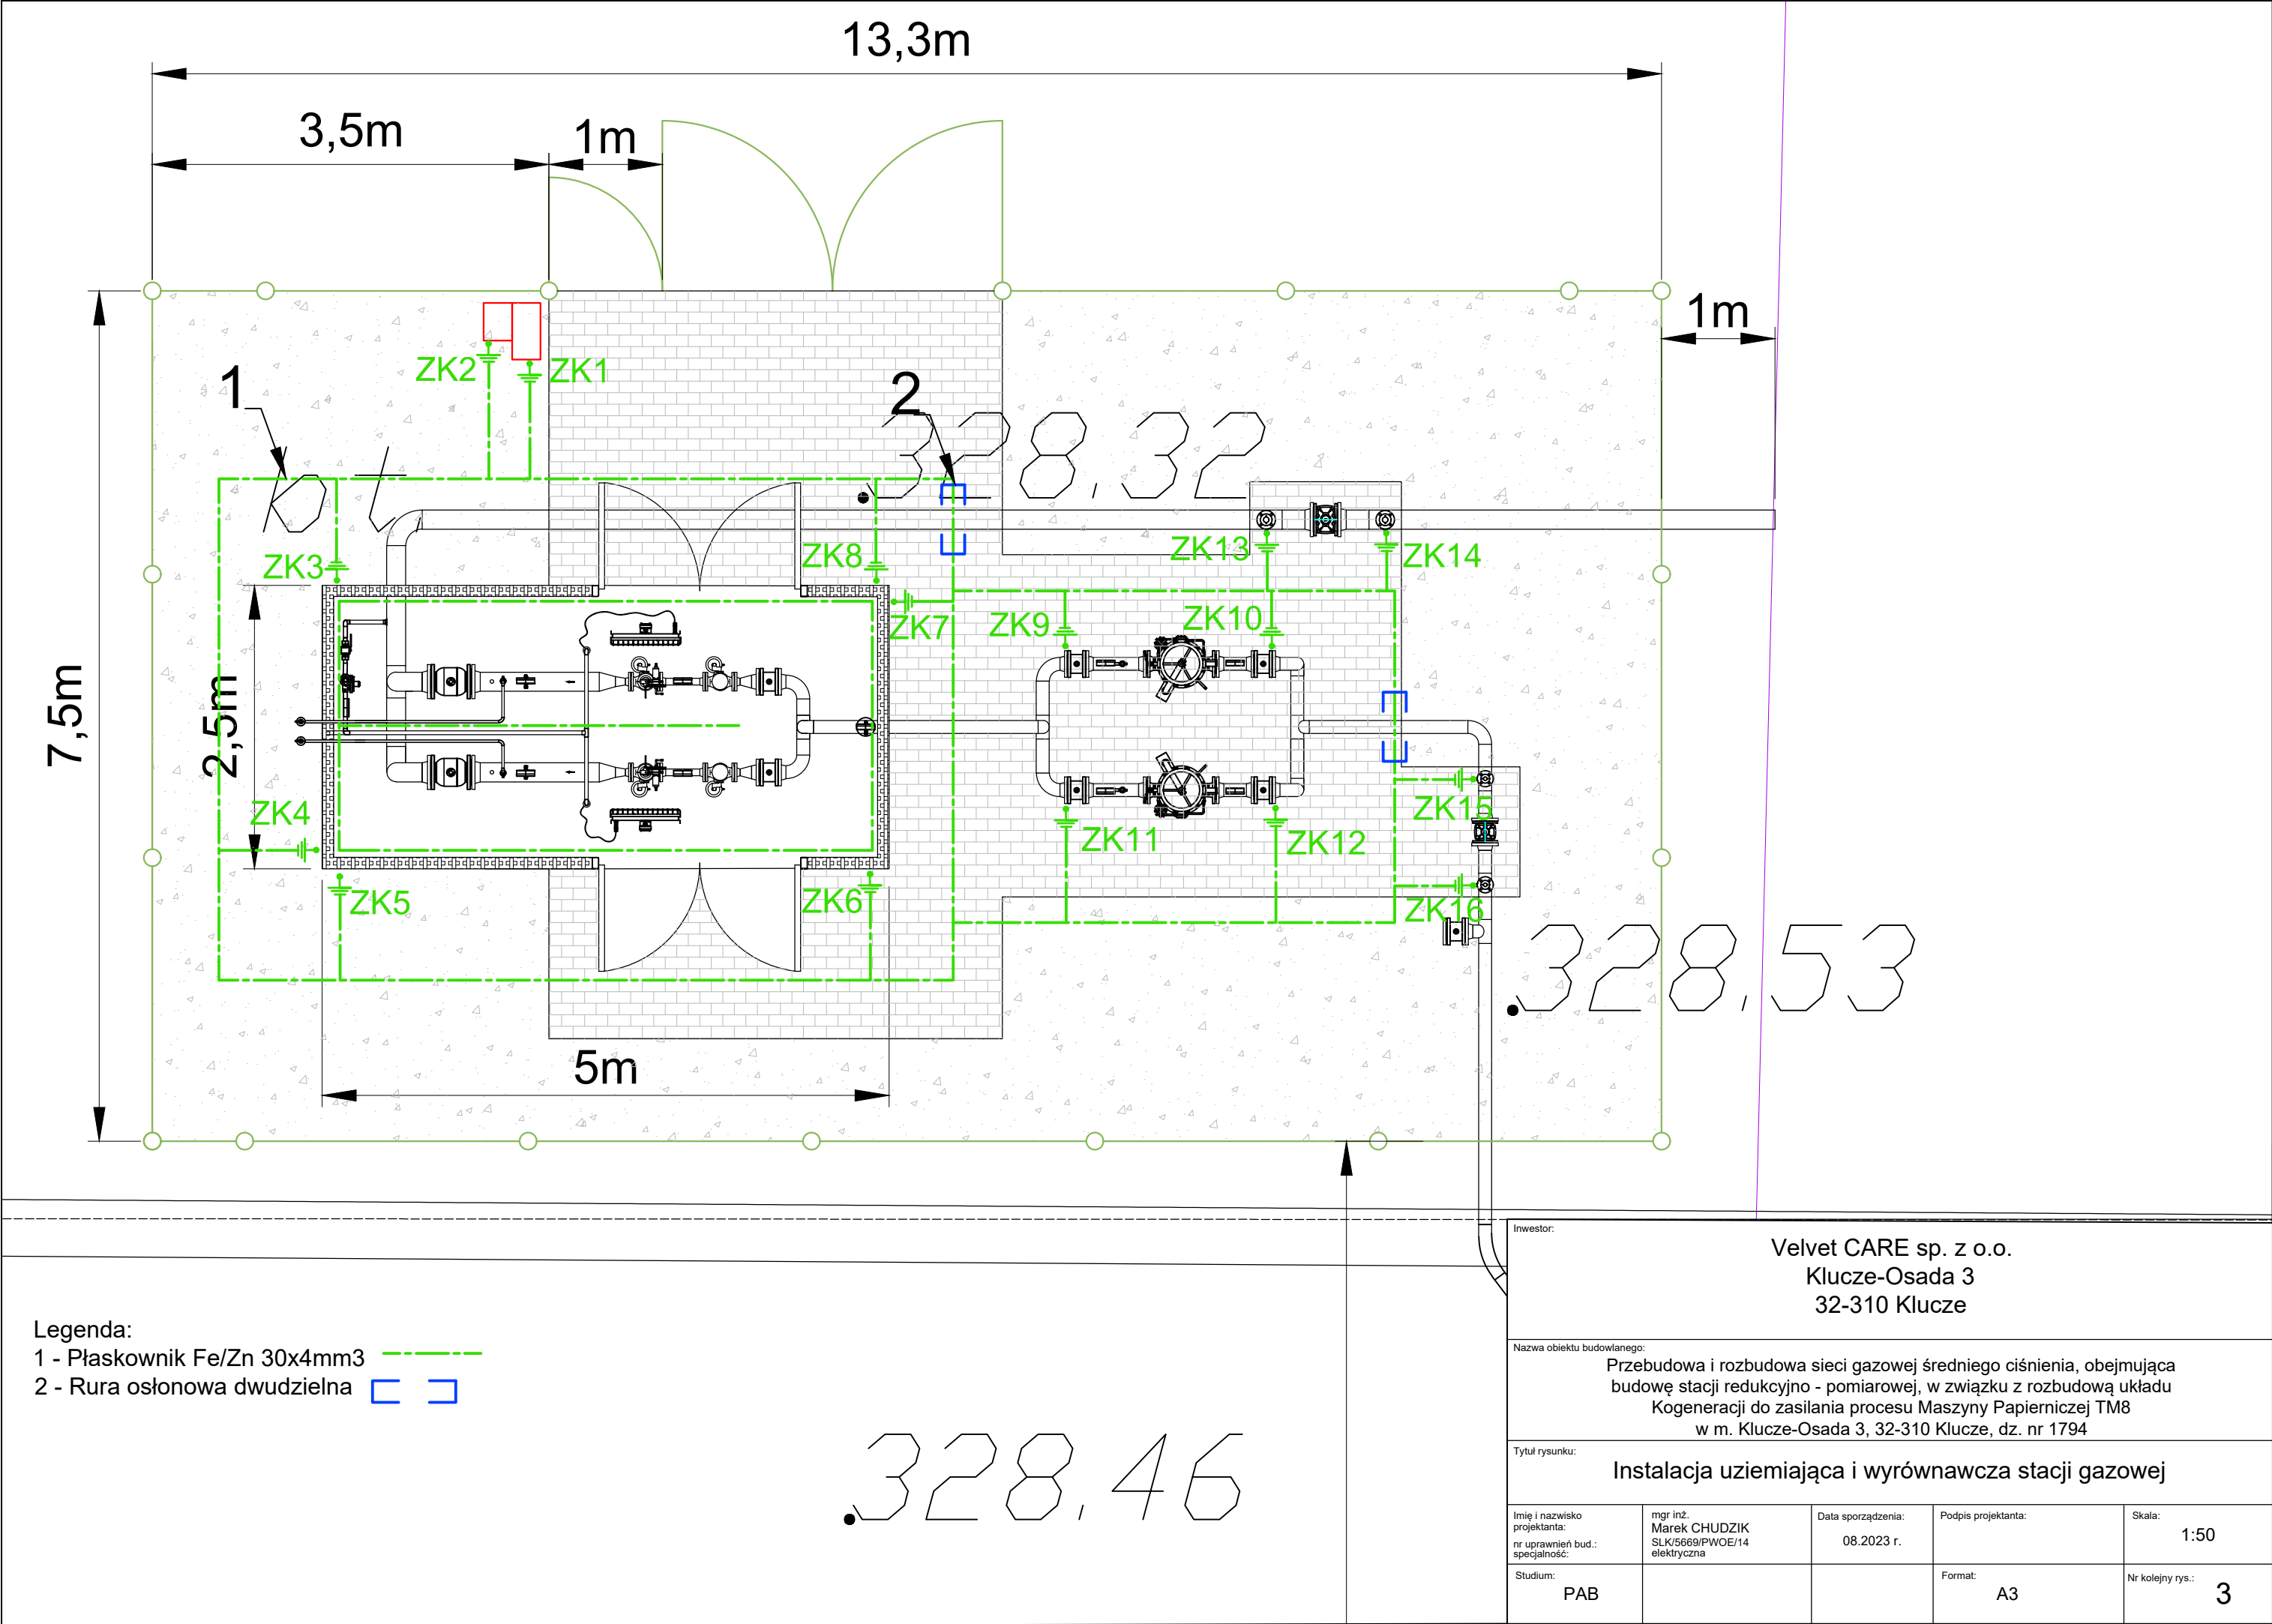 13,3m
3,5m
1m
1m
ZK2
ZK1
1
2
328.32
bt
ZK3
ZK8
ZK13
ZK14
ZK7
ZK9
ZK10
7,5m
2,5m
ZK4
ZK15
ZK11
ZK12
ZK5
ZK6
ZK16
328.53
5m
Legenda:
1 - Płaskownik Fe/Zn 30x4mm3
2 - Rura osłonowa dwudzielna
328.46
Inwestor:
Velvet CARE sp. z o.o.
Klucze-Osada 3
32-310 Klucze
Nazwa obiektu budowlanego:
Przebudowa i rozbudowa sieci gazowej średniego ciśnienia, obejmująca
budowę stacji redukcyjno - pomiarowej, w związku z rozbudową układu
Kogeneracji do zasilania procesu Maszyny Papierniczej TM8
w m. Klucze-Osada 3, 32-310 Klucze, dz. nr 1794
Tytuł rysunku:
Instalacja uziemiająca i wyrównawcza stacji gazowej
Imię i nazwisko
projektanta:
nr uprawnień bud.:
specjalność:
mgr inż.
Marek CHUDZIK
SLK/5669/PWOE/14
elektryczna
Data sporządzenia:
08.2023 r.
Podpis projektanta:
Skala:
1:50
Studium:
PAB
Format:
A3
Nr kolejny rys.:
3